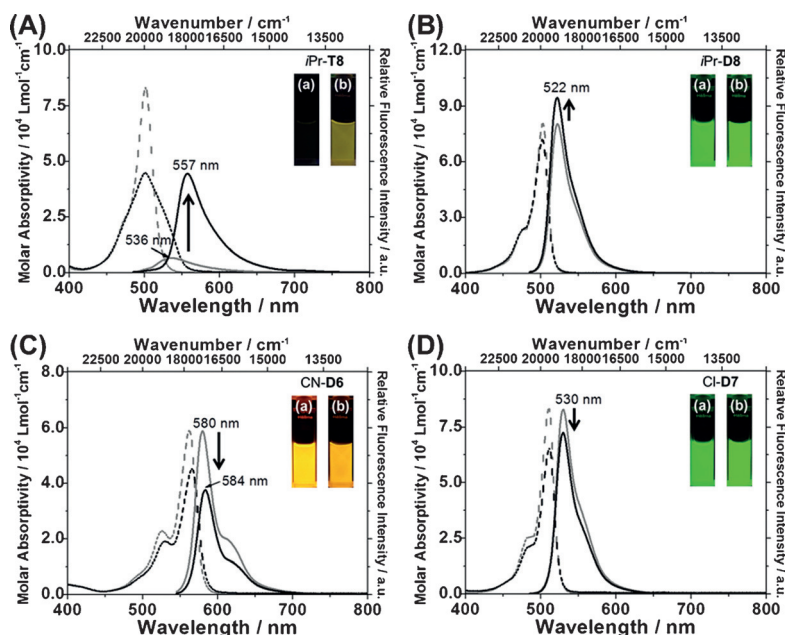 (A)
Wavenumber / cm⁻¹
22500 20000 18000 16500 15000 13500
Molar Absorptivity / 10⁴ Lmol⁻¹cm⁻¹
10.0
7.5
5.0
2.5
0.0
iPr-T8
(a) (b)
557 nm
536 nm
400 500 600 700 800
Wavelength / nm
Relative Fluorescence Intensity / a.u.
(B)
Wavenumber / cm⁻¹
22500 20000 18000 16500 15000 13500
Molar Absorptivity / 10⁴ Lmol⁻¹cm⁻¹
12.0
9.0
6.0
3.0
0.0
iPr-D8
(a) (b)
522 nm
400 500 600 700 800
Wavelength / nm
Relative Fluorescence Intensity / a.u.
(C)
Wavenumber / cm⁻¹
22500 20000 18000 16500 15000 13500
Molar Absorptivity / 10⁴ Lmol⁻¹cm⁻¹
8.0
6.0
4.0
2.0
0.0
CN-D6
(a) (b)
580 nm
584 nm
400 500 600 700 800
Wavelength / nm
Relative Fluorescence Intensity / a.u.
(D)
Wavenumber / cm⁻¹
22500 20000 18000 16500 15000 13500
Molar Absorptivity / 10⁴ Lmol⁻¹cm⁻¹
10.0
7.5
5.0
2.5
0.0
Cl-D7
(a) (b)
530 nm
400 500 600 700 800
Wavelength / nm
Relative Fluorescence Intensity / a.u.